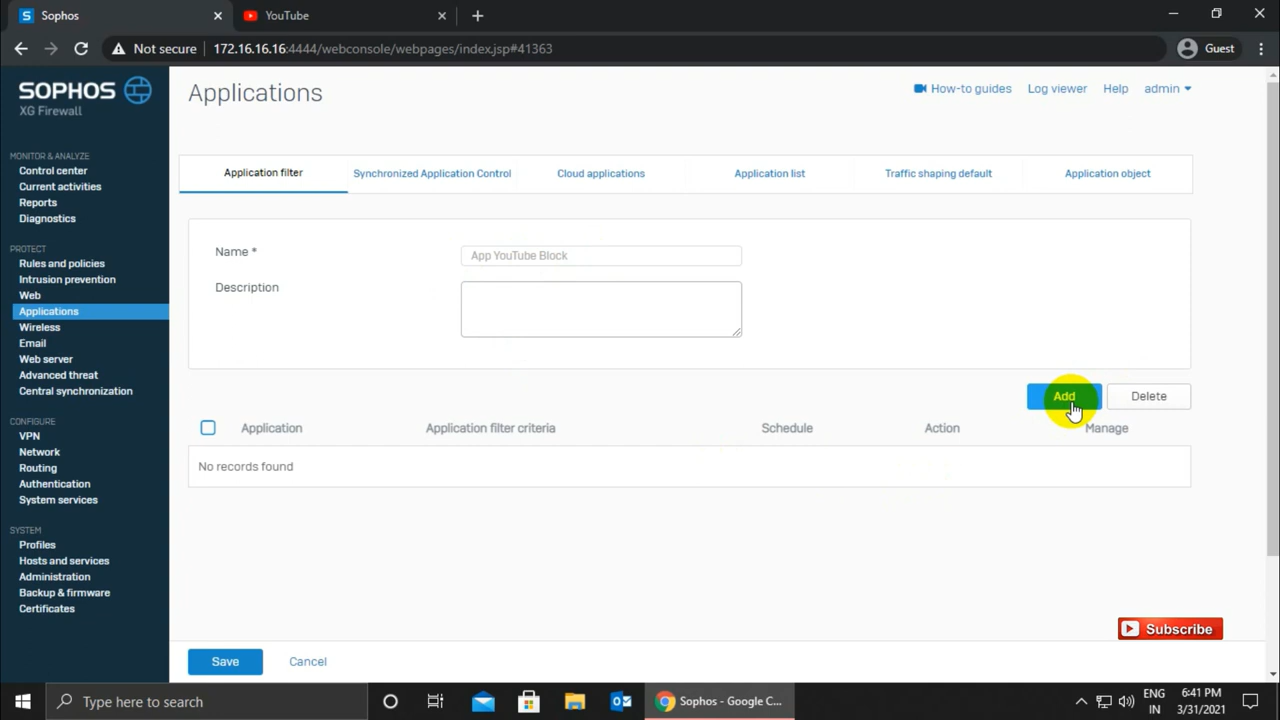 Sophos
YouTube
Not secure
172.16.16.16:4444/webconsole/webpages/index.jsp#41363
Guest
SOPHOS
XG Firewall
MONITOR & ANALYZE
Control center
Current activities
Reports
Diagnostics
PROTECT
Rules and policies
Intrusion prevention
Web
Applications
Wireless
Email
Web server
Advanced threat
Central synchronization
CONFIGURE
VPN
Network
Routing
Authentication
System services
SYSTEM
Profiles
Hosts and services
Administration
Backup & firmware
Certificates
Applications
How-to guides
Log viewer
Help
admin
Application filter
Synchronized Application Control
Cloud applications
Application list
Traffic shaping default
Application object
Name *
App YouTube Block
Description
Add
Delete
Application
Application filter criteria
Schedule
Action
Manage
No records found
Subscribe
Save
Cancel
Type here to search
Sophos - Google C...
ENG
IN
6:41 PM
3/31/2021